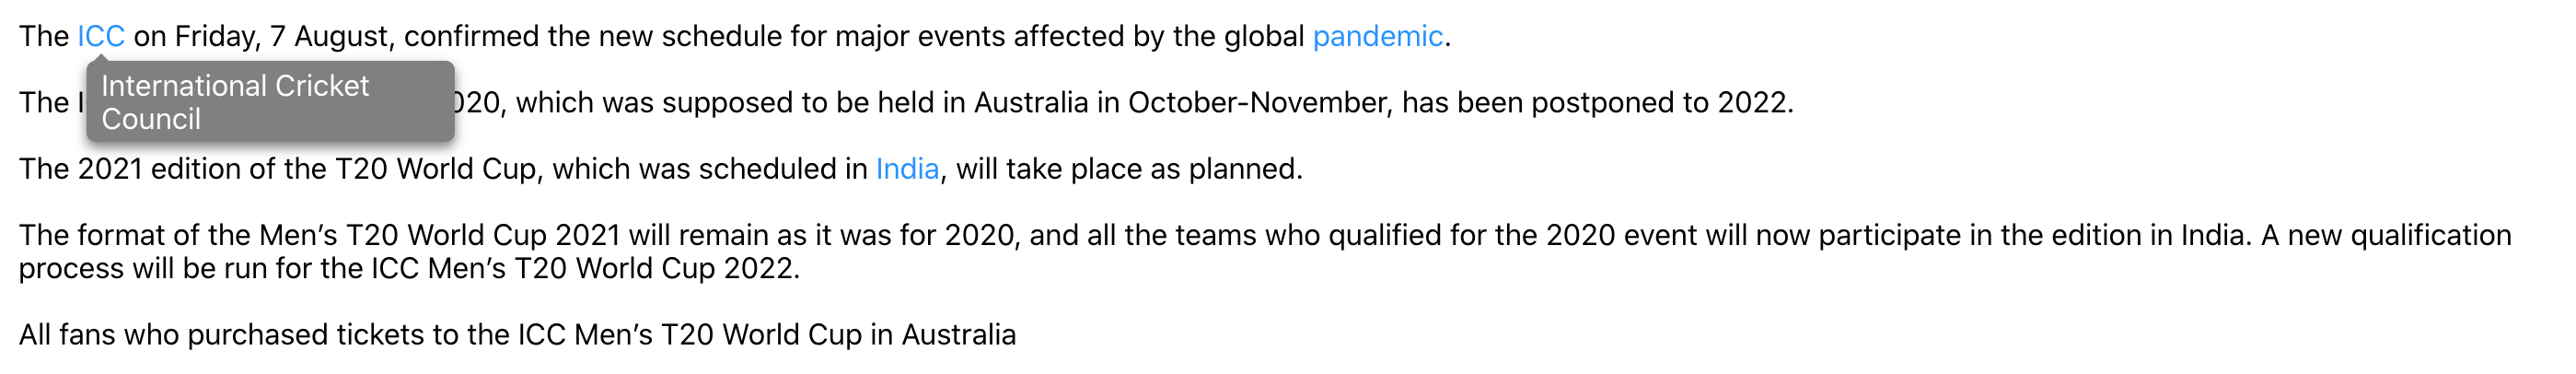 The ICC on Friday, 7 August, confirmed the new schedule for major events affected by the global pandemic.
International Cricket
Council
The 020, which was supposed to be held in Australia in October-November, has been postponed to 2022.
The 2021 edition of the T20 World Cup, which was scheduled in India, will take place as planned.
The format of the Men’s T20 World Cup 2021 will remain as it was for 2020, and all the teams who qualified for the 2020 event will now participate in the edition in India. A new qualification
process will be run for the ICC Men’s T20 World Cup 2022.
All fans who purchased tickets to the ICC Men’s T20 World Cup in Australia